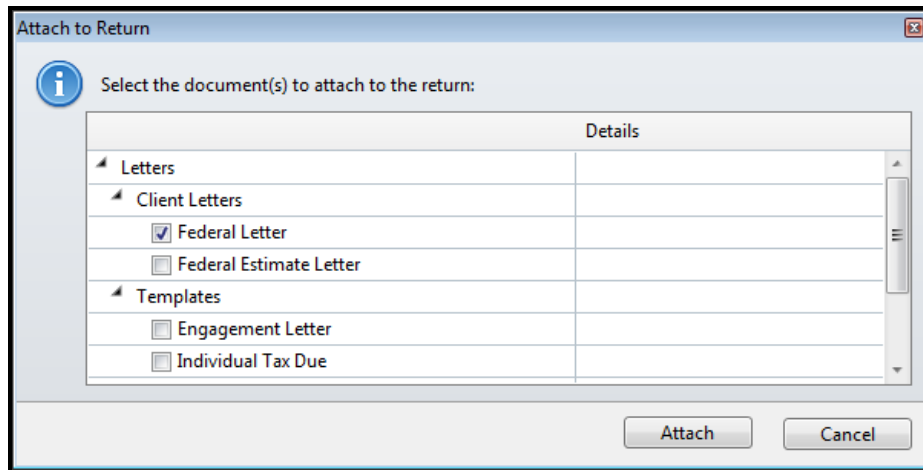 Attach to Return
Select the document(s) to attach to the return:
Details
Letters
Client Letters
Federal Letter
Federal Estimate Letter
Templates
Engagement Letter
Individual Tax Due
Attach Cancel